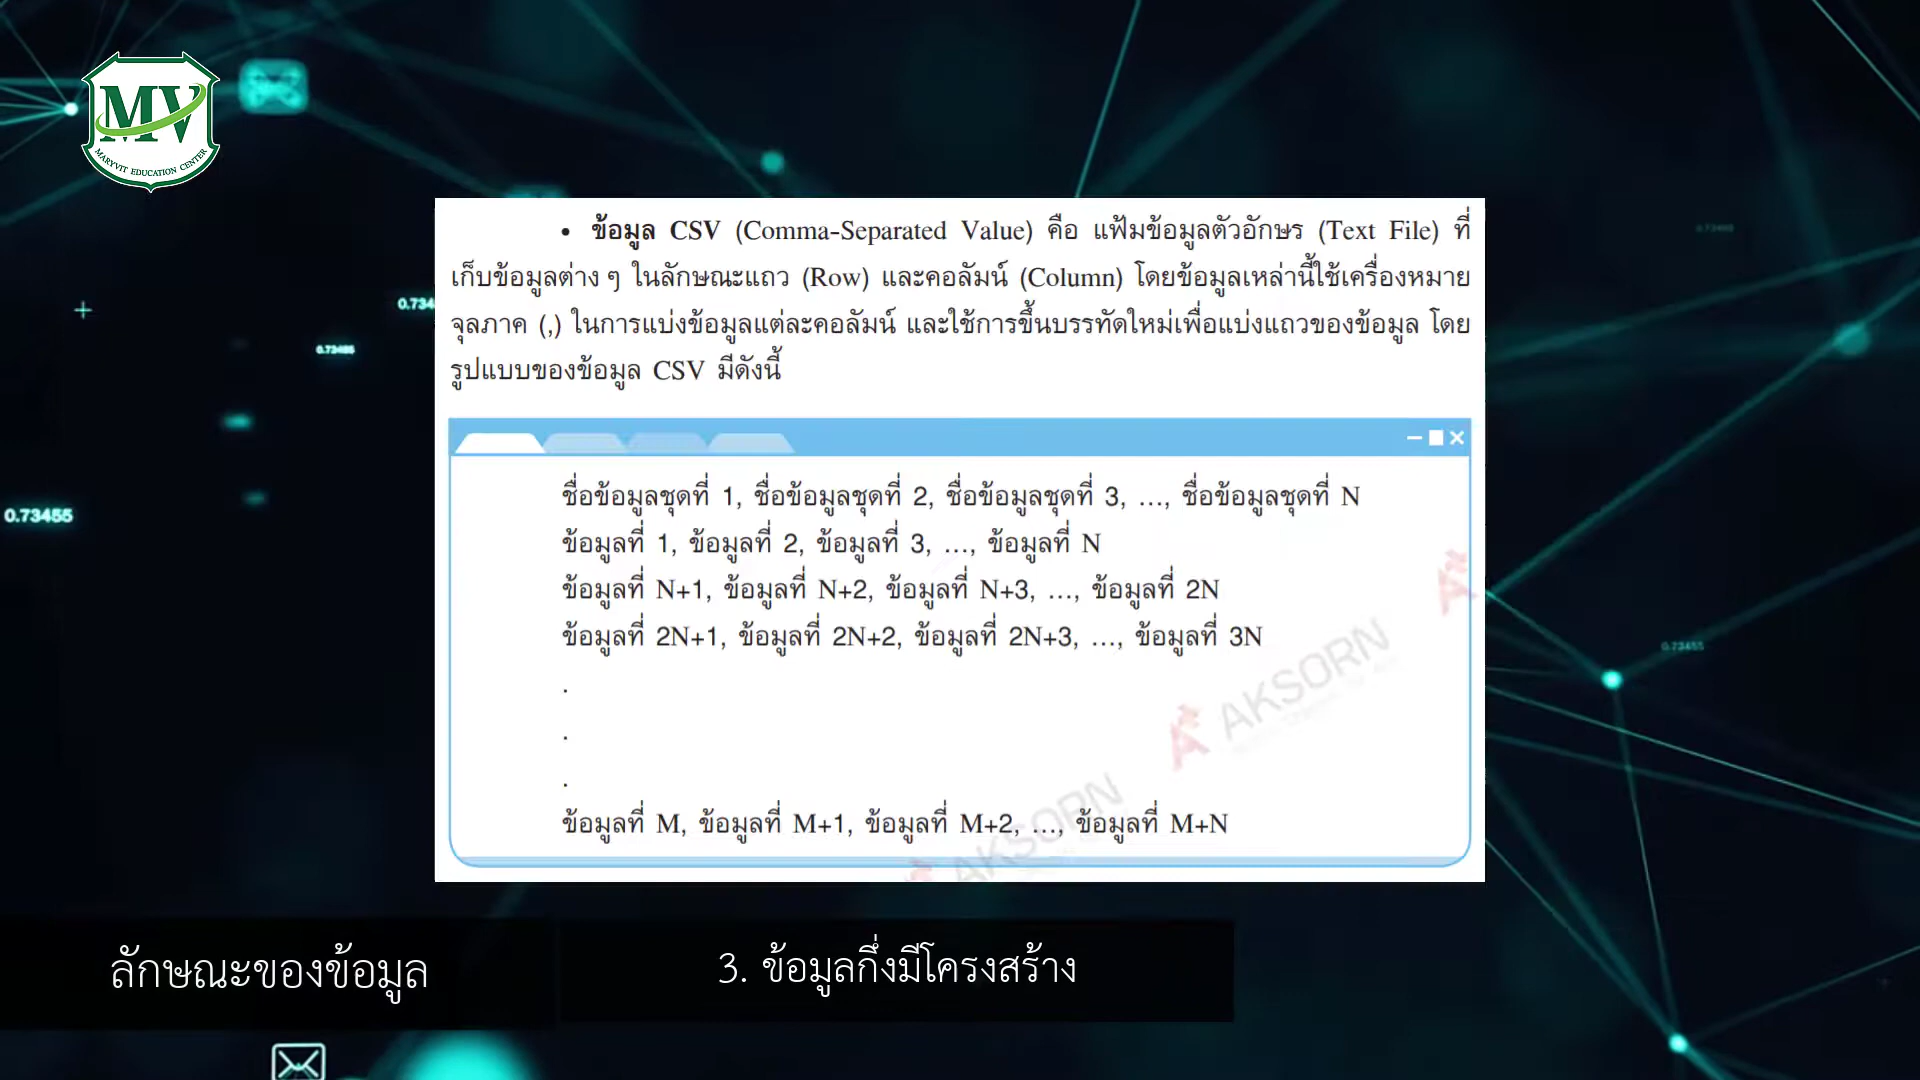 MV
MARYVIT EDUCATION CENTER
0.73455
0.73455
• ข้อมูล CSV (Comma-Separated Value) คือ แฟ้มข้อมูลตัวอักษร (Text File) ที่
เก็บข้อมูลต่าง ๆ ในลักษณะแถว (Row) และคอลัมน์ (Column) โดยข้อมูลเหล่านี้ใช้เครื่องหมาย
จุลภาค (,) ในการแบ่งข้อมูลแต่ละคอลัมน์ และใช้การขึ้นบรรทัดใหม่เพื่อแบ่งแถวของข้อมูล โดย
รูปแบบของข้อมูล CSV มีดังนี้
ชื่อข้อมูลชุดที่ 1, ชื่อข้อมูลชุดที่ 2, ชื่อข้อมูลชุดที่ 3, ..., ชื่อข้อมูลชุดที่ N
ข้อมูลที่ 1, ข้อมูลที่ 2, ข้อมูลที่ 3, ..., ข้อมูลที่ N
ข้อมูลที่ N+1, ข้อมูลที่ N+2, ข้อมูลที่ N+3, ..., ข้อมูลที่ 2N
ข้อมูลที่ 2N+1, ข้อมูลที่ 2N+2, ข้อมูลที่ 2N+3, ..., ข้อมูลที่ 3N
.
.
.
ข้อมูลที่ M, ข้อมูลที่ M+1, ข้อมูลที่ M+2, ..., ข้อมูลที่ M+N
AKSORN
AKSORN
0.73455
ลักษณะของข้อมูล
3. ข้อมูลกึ่งมีโครงสร้าง